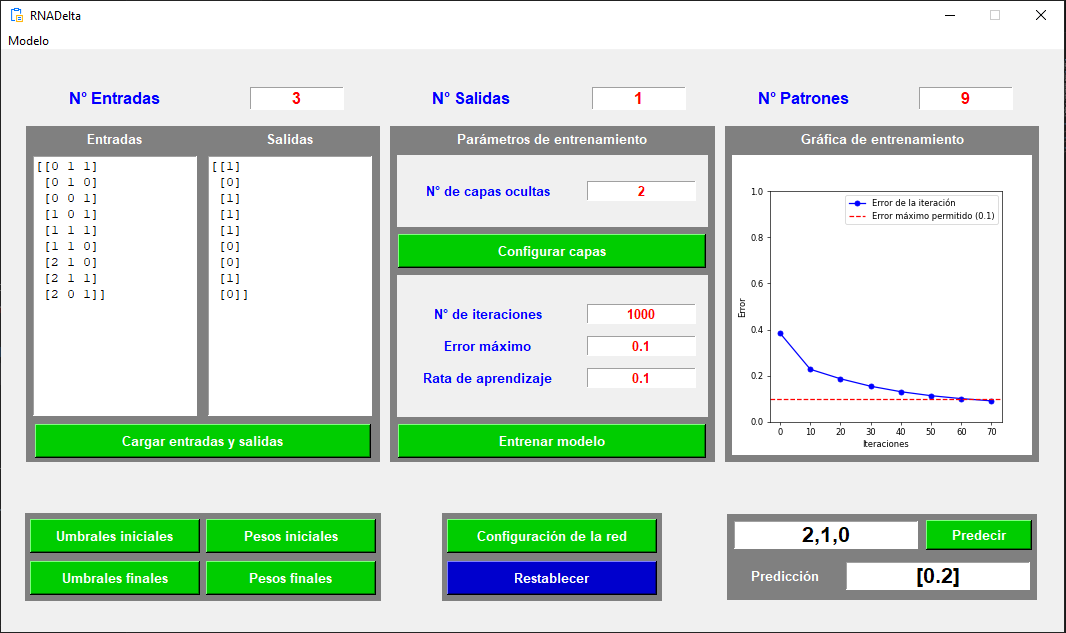 RNADelta
Modelo
N° Entradas 3
N° Salidas 1
N° Patrones 9
Entradas Salidas
[[0 1 1]
[0 1 0]
[0 0 1]
[1 0 1]
[1 1 1]
[1 1 0]
[2 1 0]
[2 1 1]
[2 0 1]]
[[1]
[0]
[1]
[1]
[1]
[0]
[0]
[1]
[0]]
Cargar entradas y salidas
Parámetros de entrenamiento
N° de capas ocultas 2
Configurar capas
N° de iteraciones 1000
Error máximo 0.1
Rata de aprendizaje 0.1
Entrenar modelo
Gráfica de entrenamiento
Error de la iteración
Error máximo permitido (0.1)
1.0
0.8
0.6
0.4
0.2
0.0
Error
0 10 20 30 40 50 60 70
Iteraciones
Umbrales iniciales Pesos iniciales
Umbrales finales Pesos finales
Configuración de la red
Restablecer
2,1,0 Predecir
Predicción [0.2]